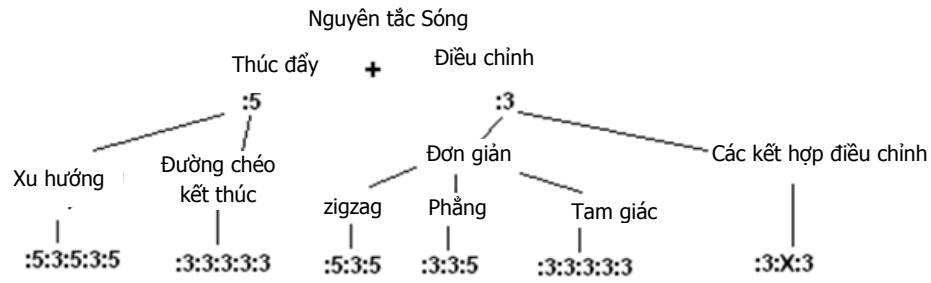 Nguyên tắc Sóng
Thúc đẩy + Điều chỉnh
:5 :3
Xu hướng Đường chéo kết thúc Đơn giản Các kết hợp điều chỉnh
zigzag Phẳng Tam giác
:5:3:5:3:5 :3:3:3:3:3 :5:3:5 :3:3:5 :3:3:3:3:3 :3:X:3